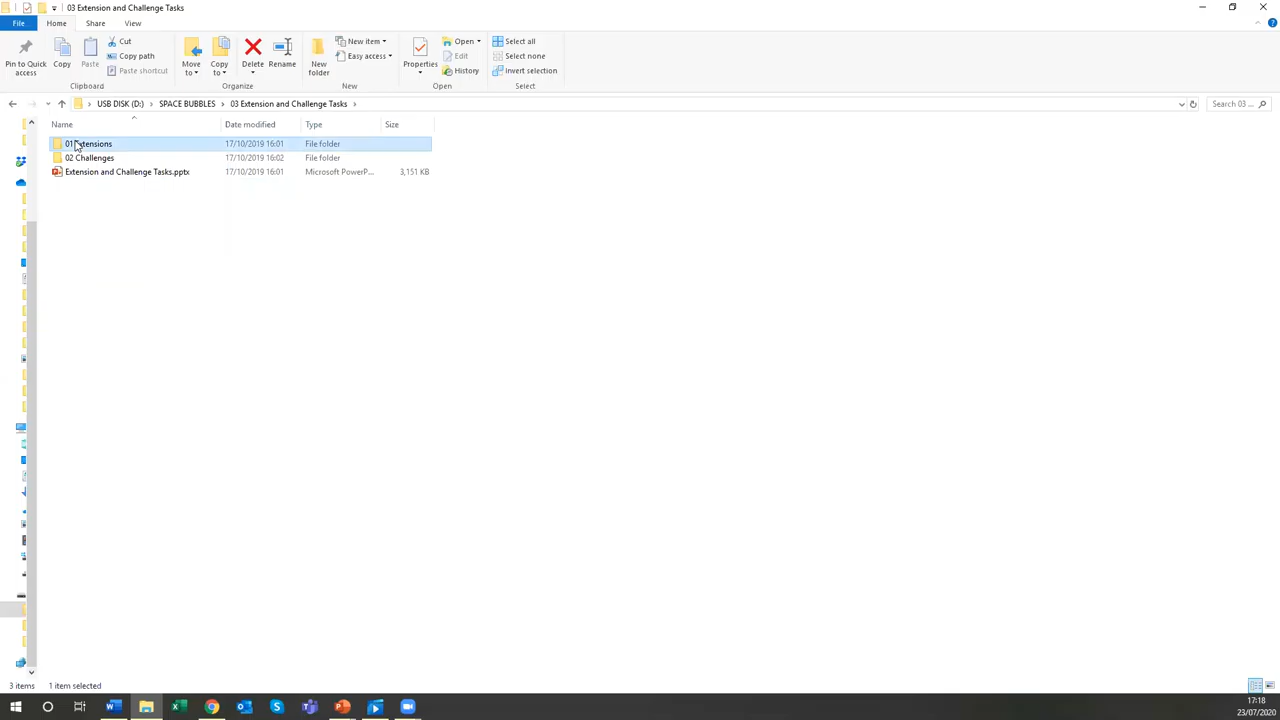 03 Extension and Challenge Tasks
File Home Share View
Pin to Quick access
Copy
Paste
Cut
Copy path
Paste shortcut
Clipboard
Move to
Copy to
Delete
Rename
Organize
New folder
New item
Easy access
New
Properties
Open
Edit
History
Open
Select all
Select none
Invert selection
Select
USB DISK (D:) SPACE BUBBLES 03 Extension and Challenge Tasks
Search 03 ...
Name Date modified Type Size
17/10/2019 16:01 File folder
02 Challenges 17/10/2019 16:02 File folder
Extension and Challenge Tasks.pptx 17/10/2019 16:01 Microsoft PowerP... 3,151 KB
3 items 1 item selected
17:18
23/07/2020